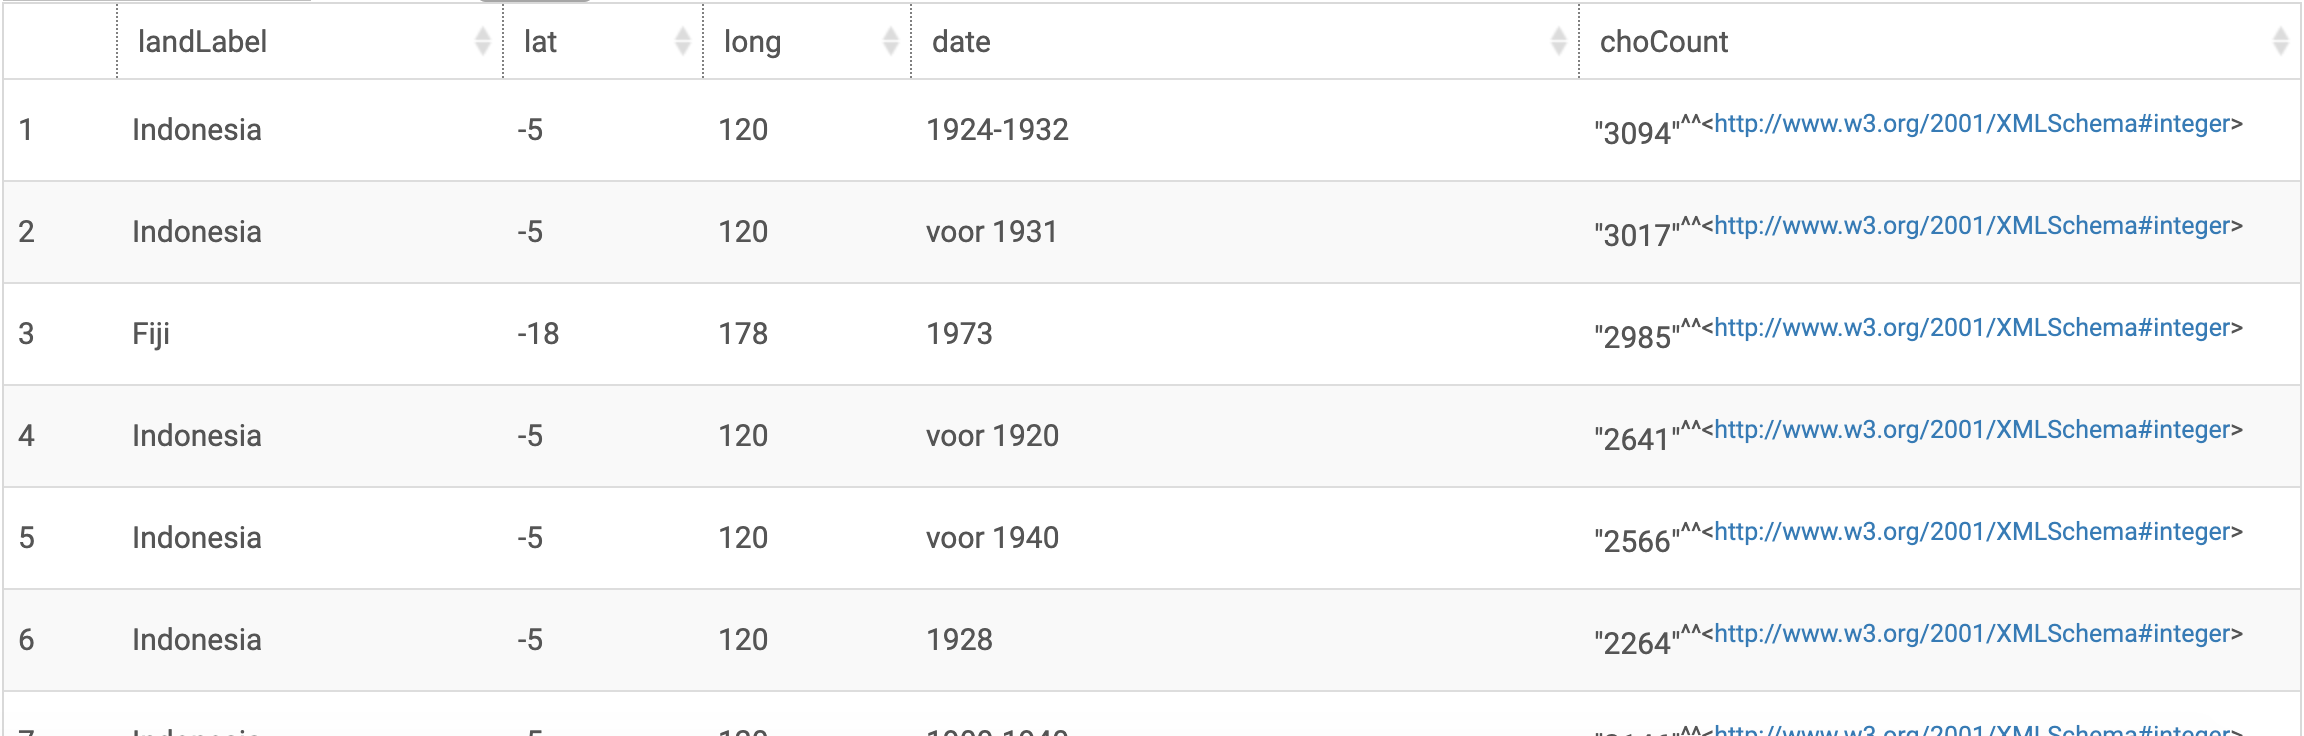 landLabel lat long date choCount
1 Indonesia -5 120 1924-1932 "3094"^^<http://www.w3.org/2001/XMLSchema#integer>
2 Indonesia -5 120 voor 1931 "3017"^^<http://www.w3.org/2001/XMLSchema#integer>
3 Fiji -18 178 1973 "2985"^^<http://www.w3.org/2001/XMLSchema#integer>
4 Indonesia -5 120 voor 1920 "2641"^^<http://www.w3.org/2001/XMLSchema#integer>
5 Indonesia -5 120 voor 1940 "2566"^^<http://www.w3.org/2001/XMLSchema#integer>
6 Indonesia -5 120 1928 "2264"^^<http://www.w3.org/2001/XMLSchema#integer>
7 Indonesia -5 120 <http://www.w3.org/2001/XMLSchema#integer>